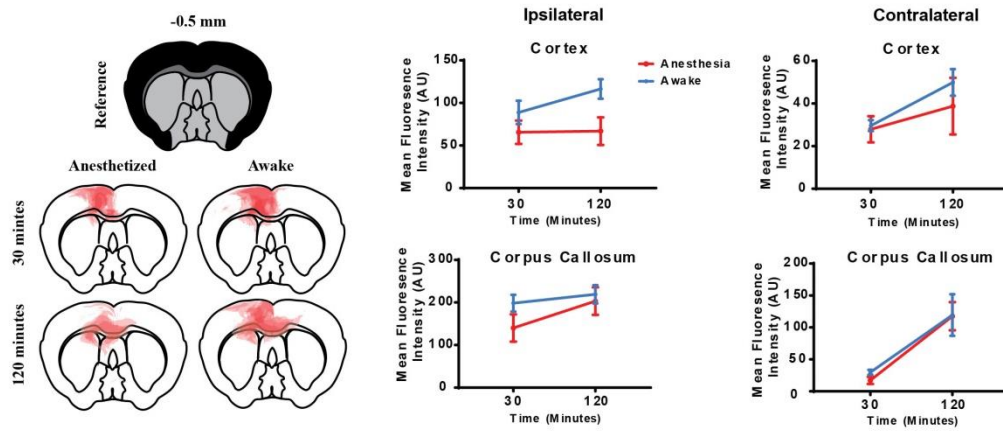 -0.5 mm
Reference
Anesthetized
Awake
30 mintes
120 minutes
Ipsilateral
Cortex
Mean Fluoresence
Intensity (AU)
150
100
50
0
30
120
Time (Minutes)
Anesthesia
Awake
Contralateral
Cortex
Mean Fluoresence
Intensity (AU)
60
40
20
0
30
120
Time (Minutes)
Corpus Callosum
Mean Fluoresence
Intensity (AU)
300
200
100
0
30
120
Time (Minutes)
Corpus Callosum
Mean Fluoresence
Intensity (AU)
200
150
100
50
0
30
120
Time (Minutes)